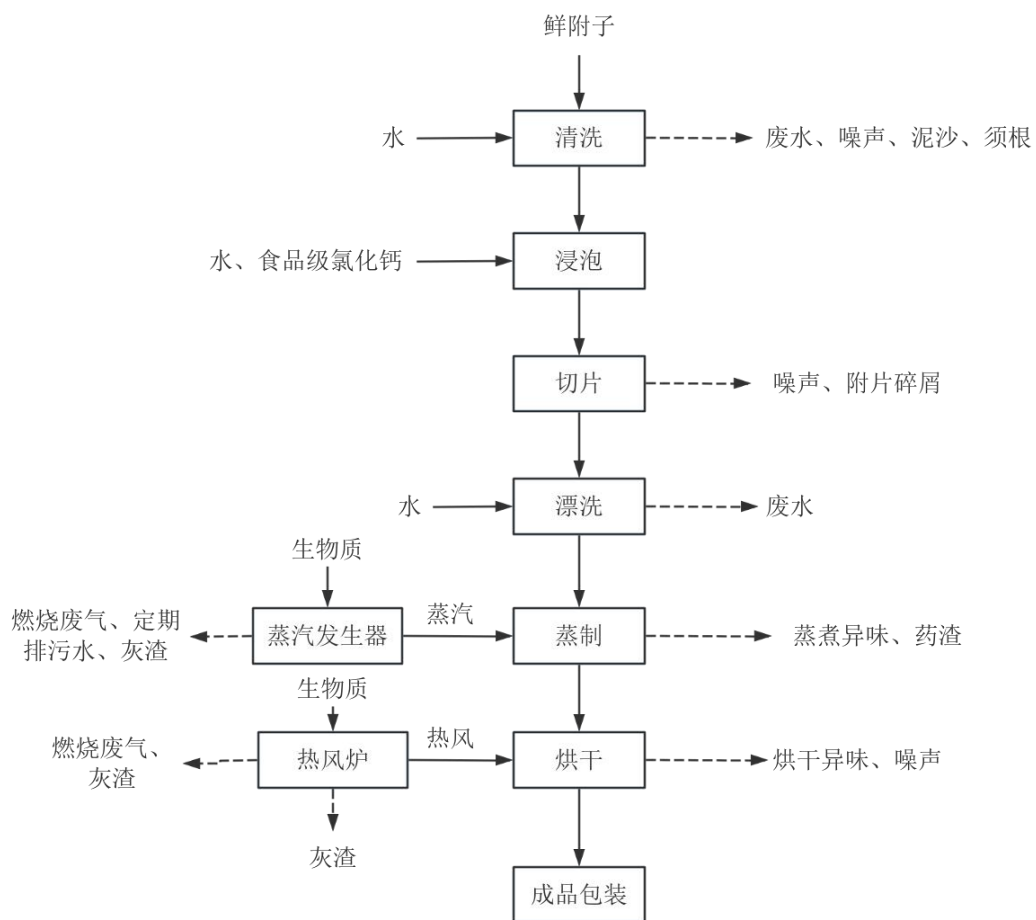 鲜附子
水
清洗
废水、噪声、泥沙、须根
水、食品级氯化钙
浸泡
切片
噪声、附片碎屑
水
漂洗
废水
生物质
燃烧废气、定期
排污水、灰渣
蒸汽发生器
蒸汽
蒸制
蒸煮异味、药渣
生物质
燃烧废气、
灰渣
热风炉
热风
烘干
烘干异味、噪声
灰渣
成品包装